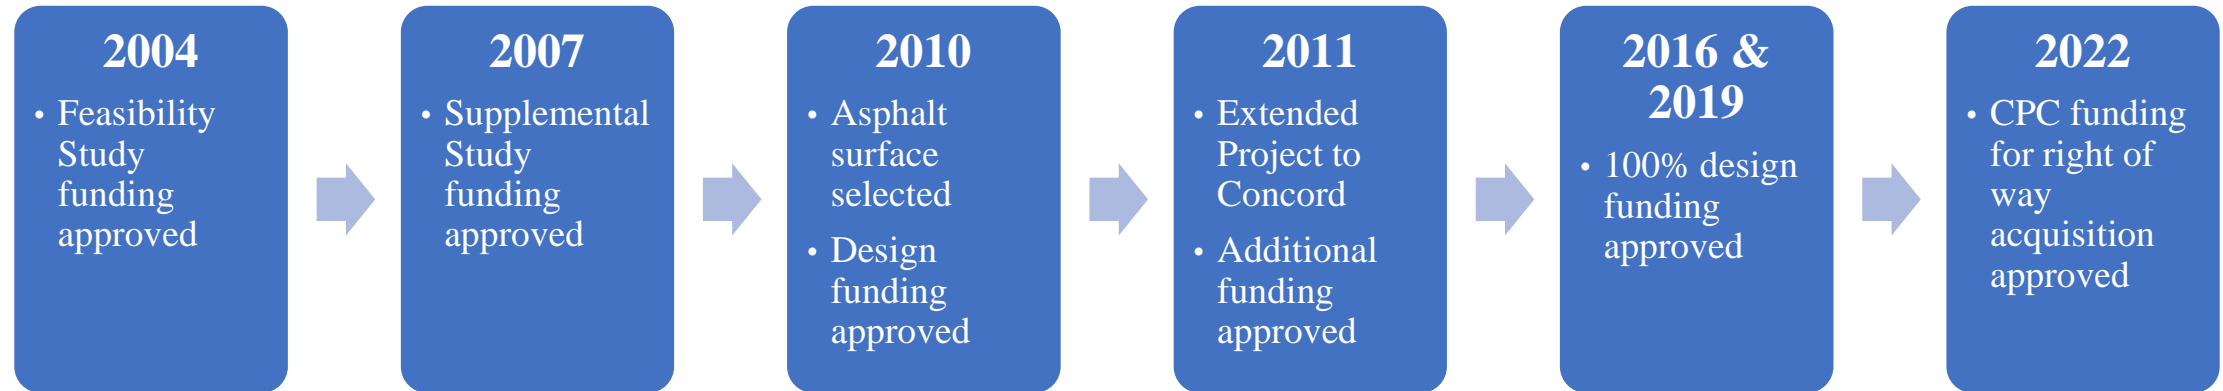 2004
• Feasibility
Study
funding
approved
2007
• Supplemental
Study
funding
approved
2010
• Asphalt
surface
selected
• Design
funding
approved
2011
• Extended
Project to
Concord
• Additional
funding
approved
2016 &
2019
• 100% design
funding
approved
2022
• CPC funding
for right of
way
acquisition
approved